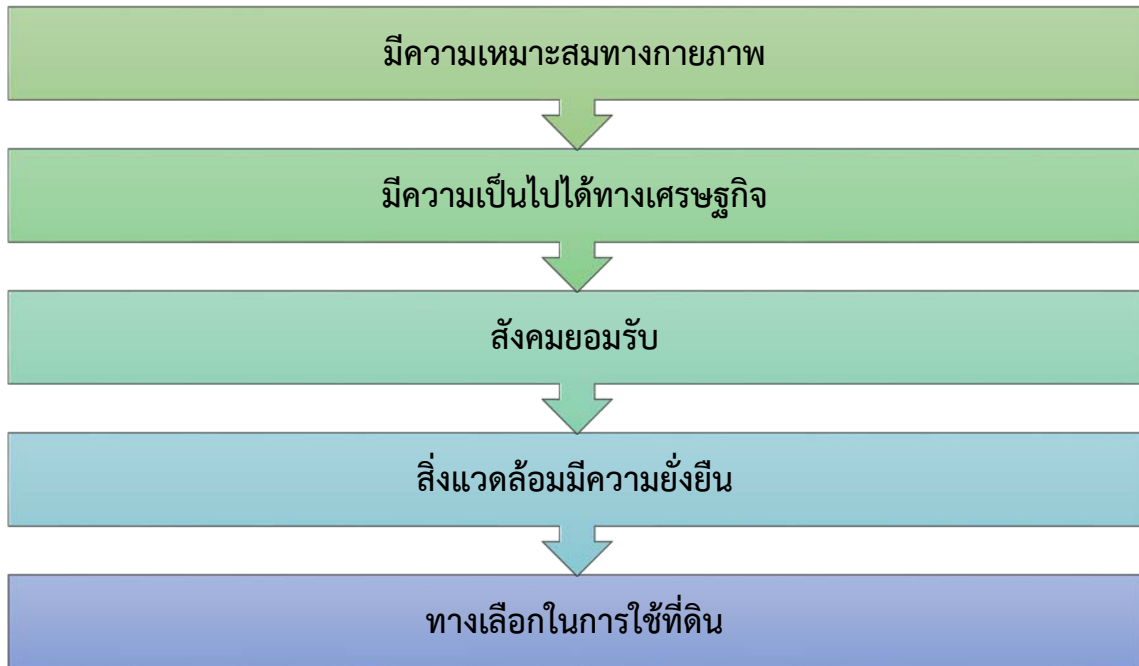 มีความเหมาะสมทางกายภาพ
มีความเป็นไปได้ทางเศรษฐกิจ
สังคมยอมรับ
สิ่งแวดล้อมมีความยั่งยืน
ทางเลือกในการใช้ที่ดิน